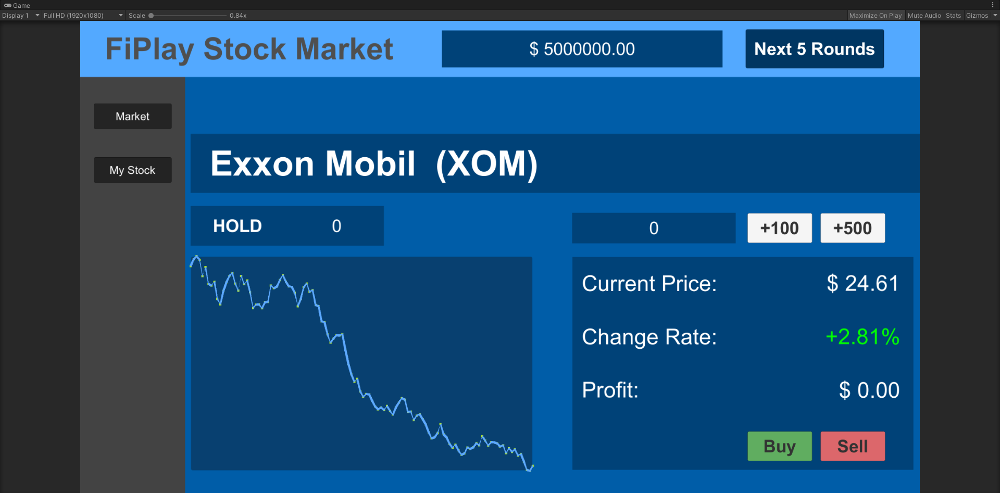 Game
Display 1 Full HD (1920x1080) Scale 0.84x Maximize On Play Mute Audio Stats Gizmos
FiPlay Stock Market $ 5000000.00 Next 5 Rounds
Market
My Stock
Exxon Mobil (XOM)
HOLD 0
0 +100 +500
Current Price: $ 24.61
Change Rate: +2.81%
Profit: $ 0.00
Buy Sell